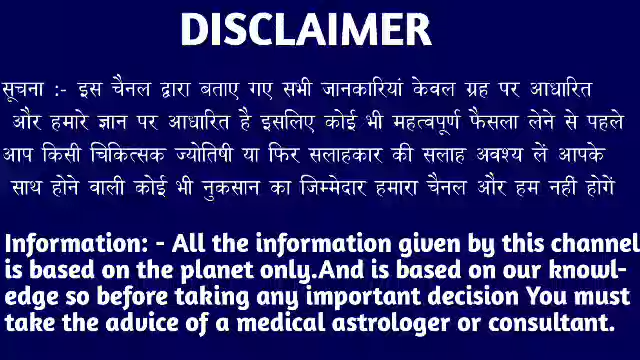 DISCLAIMER
सूचना :- इस चैनल द्वारा बताए गए सभी जानकारियां केवल ग्रह पर आधारित
और हमारे ज्ञान पर आधारित है इसलिए कोई भी महत्वपूर्ण फैसला लेने से पहले
आप किसी चिकित्सक ज्योतिषी या फिर सलाहकार की सलाह अवश्य लें आपके
साथ होने वाली कोई भी नुकसान का जिम्मेदार हमारा चैनल और हम नहीं होगें
Information: - All the information given by this channel
is based on the planet only.And is based on our knowl-
edge so before taking any important decision You must
take the advice of a medical astrologer or consultant.